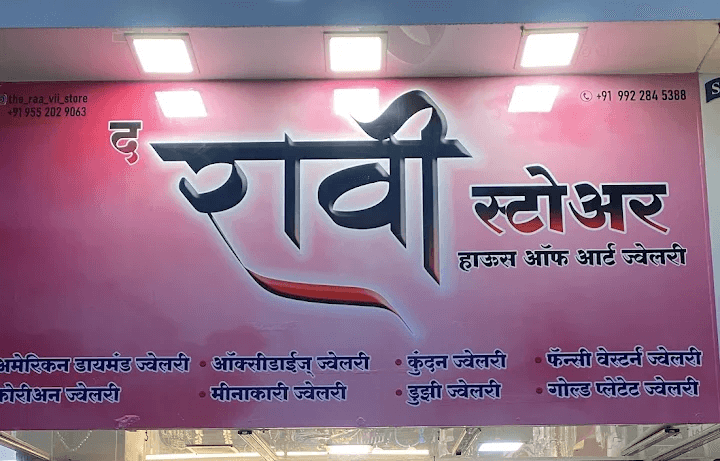 the_raa_vii_store
+91 955 202 9063
+91 992 284 5388
द रावी स्टोअर
हाऊस ऑफ आर्ट ज्वेलरी
अमेरिकन डायमंड ज्वेलरी • ऑक्सीडाईज् ज्वेलरी • कुंदन ज्वेलरी • फॅन्सी वेस्टर्न ज्वेलरी
कोरीअन ज्वेलरी • मीनाकारी ज्वेलरी • डुझी ज्वेलरी • गोल्ड प्लेटेट ज्वेलरी